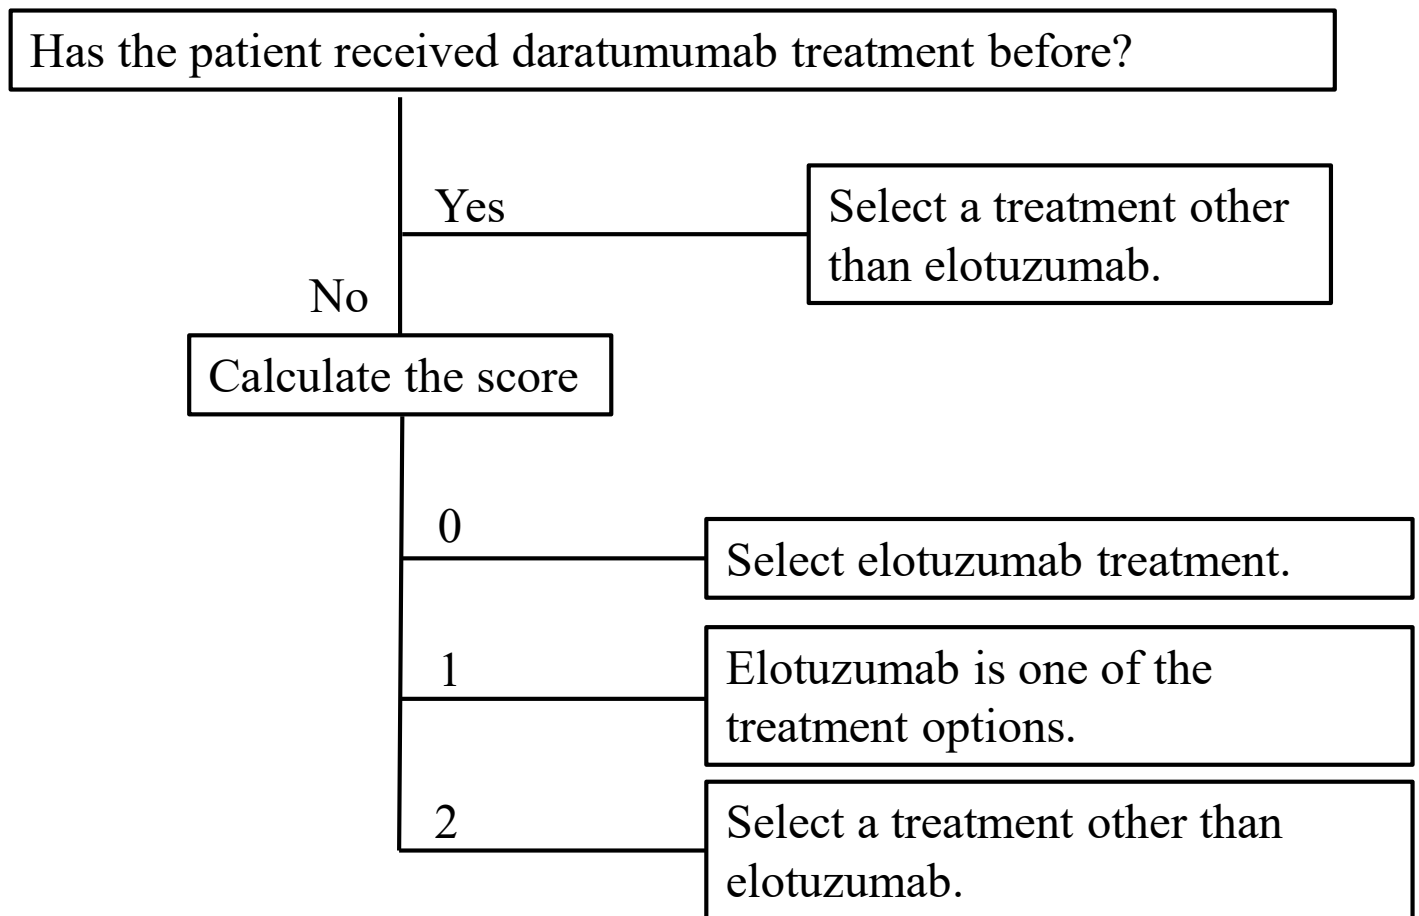 Has the patient received daratumumab treatment before?
Yes
Select a treatment other
than elotuzumab.
No
Calculate the score
0
Select elotuzumab treatment.
1
Elotuzumab is one of the
treatment options.
2
Select a treatment other than
elotuzumab.